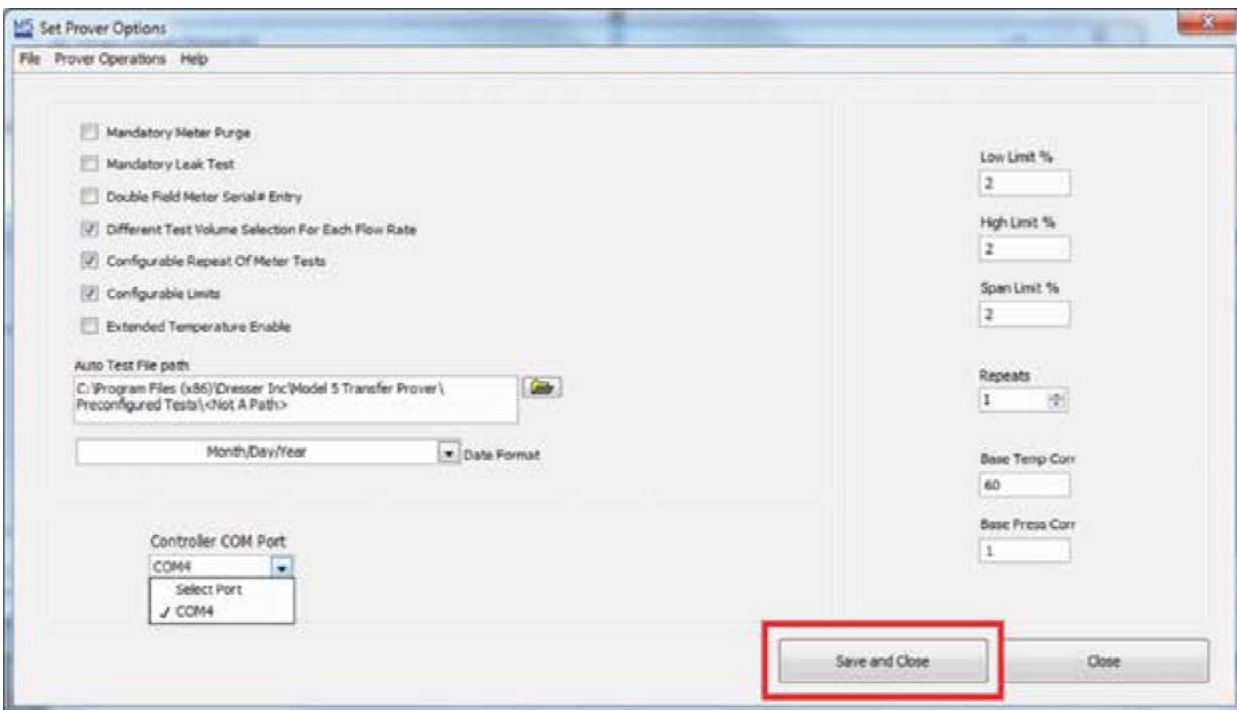 M5 Set Prover Options
File Prover Operations Help
Mandatory Meter Purge
Mandatory Leak Test
Double Field Meter Serial# Entry
Different Test Volume Selection For Each Flow Rate
Configurable Repeat Of Meter Tests
Configurable Limits
Extended Temperature Enable
Auto Test File path
C:\Program Files (x86)\Dresser Inc\Model 5 Transfer Prover\
Preconfigured Tests\<Not A Path>
Month/Day/Year
Date Format
Controller COM Port
COM4
Select Port
✓ COM4
Low Limit %
2
High Limit %
2
Span Limit %
2
Repeats
1
Base Temp Corr
60
Base Press Corr
1
Save and Close
Close